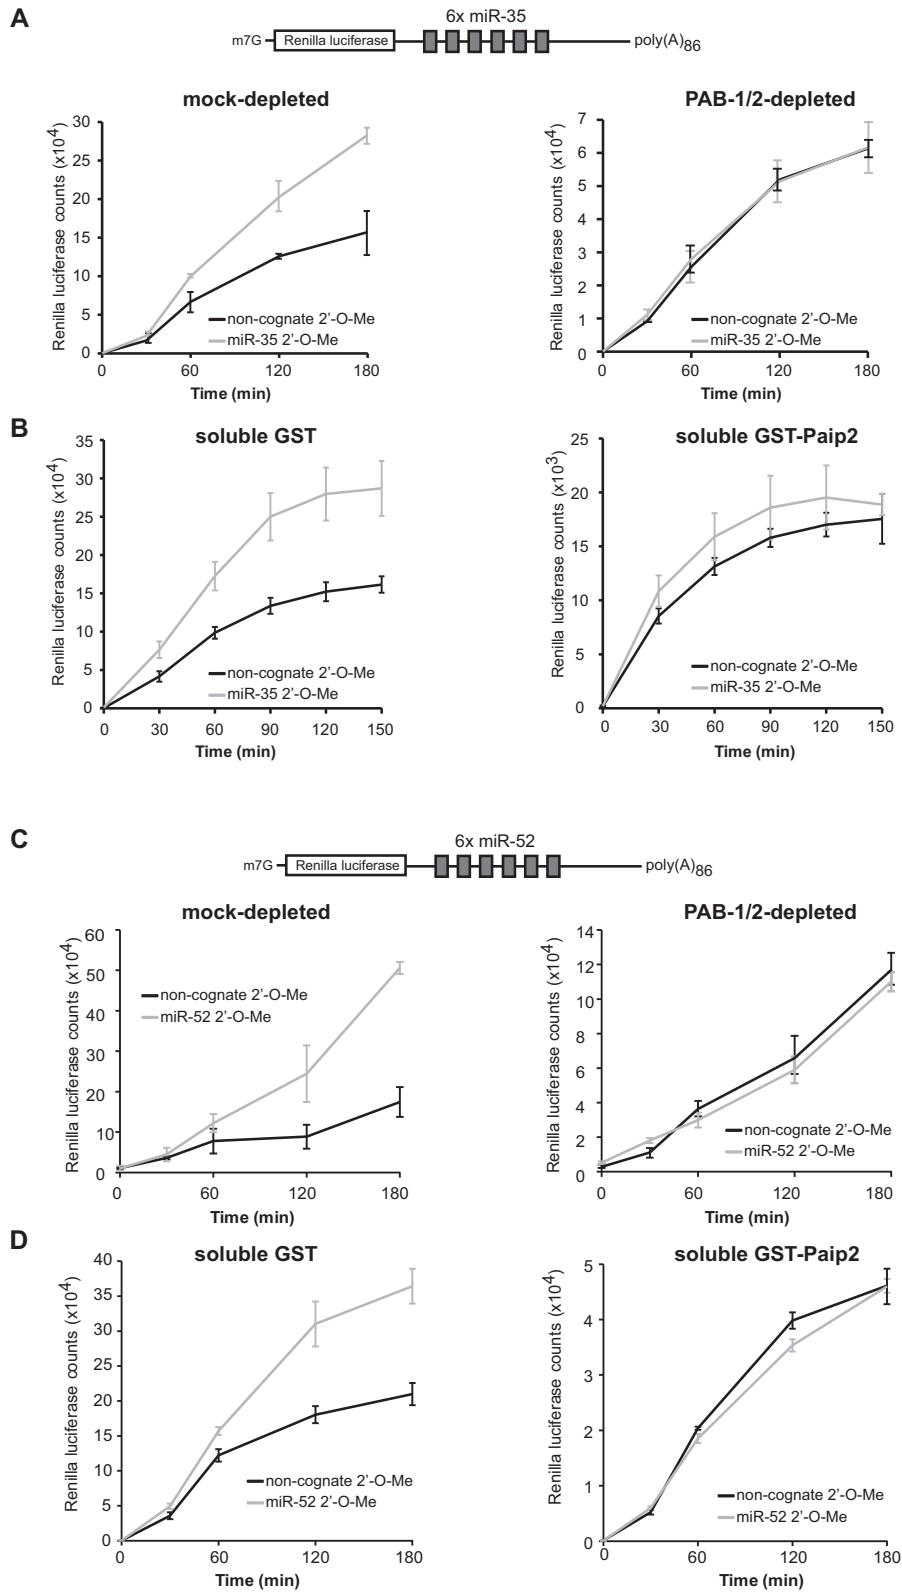 A
6x miR-35
m7G
Renilla luciferase
poly(A)86
mock-depleted
Renilla luciferase counts (x10^4)
30
25
20
15
10
5
0
non-cognate 2'-O-Me
miR-35 2'-O-Me
0 60 120 180
Time (min)
PAB-1/2-depleted
Renilla luciferase counts (x10^4)
7
6
5
4
3
2
1
0
non-cognate 2'-O-Me
miR-35 2'-O-Me
0 60 120 180
Time (min)
B
soluble GST
Renilla luciferase counts (x10^4)
35
30
25
20
15
10
5
0
non-cognate 2'-O-Me
miR-35 2'-O-Me
0 30 60 90 120 150
Time (min)
soluble GST-Paip2
Renilla luciferase counts (x10^3)
25
20
15
10
5
0
non-cognate 2'-O-Me
miR-35 2'-O-Me
0 30 60 90 120 150
Time (min)
C
6x miR-52
m7G
Renilla luciferase
poly(A)86
mock-depleted
Renilla luciferase counts (x10^4)
60
50
40
30
20
10
0
non-cognate 2'-O-Me
miR-52 2'-O-Me
0 60 120 180
Time (min)
PAB-1/2-depleted
Renilla luciferase counts (x10^4)
14
12
10
8
6
4
2
0
non-cognate 2'-O-Me
miR-52 2'-O-Me
0 60 120 180
Time (min)
D
soluble GST
Renilla luciferase counts (x10^4)
40
35
30
25
20
15
10
5
0
non-cognate 2'-O-Me
miR-52 2'-O-Me
0 60 120 180
Time (min)
soluble GST-Paip2
Renilla luciferase counts (x10^4)
5
4
3
2
1
0
non-cognate 2'-O-Me
miR-52 2'-O-Me
0 60 120 180
Time (min)